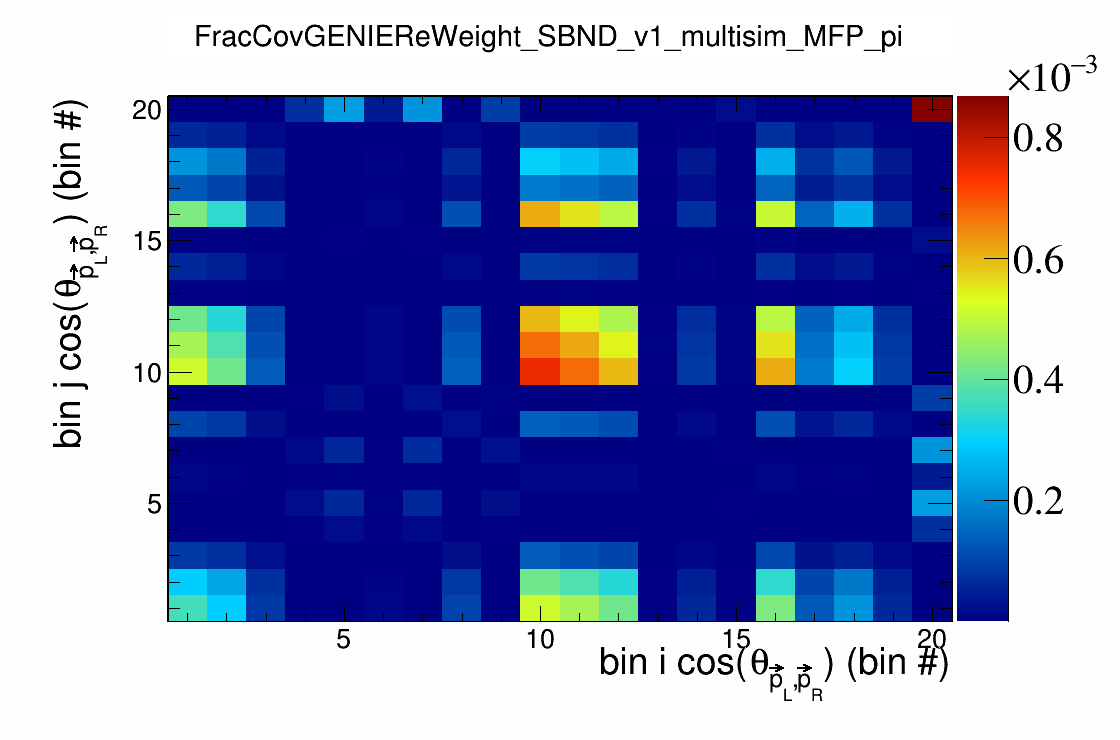 FracCovGENIEReWeight_SBND_v1_multisim_MFP_pi
×10⁻³
bin j cos(θ_{p⃗_L,p⃗_R}) (bin #)
20
15
10
5
0.8
0.6
0.4
0.2
5 10 15 20
bin i cos(θ_{p⃗_L,p⃗_R}) (bin #)